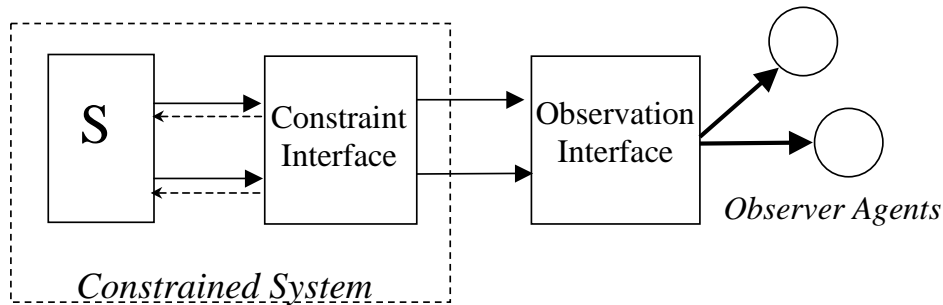 S
Constraint
Interface
Observation
Interface
Observer Agents
Constrained System